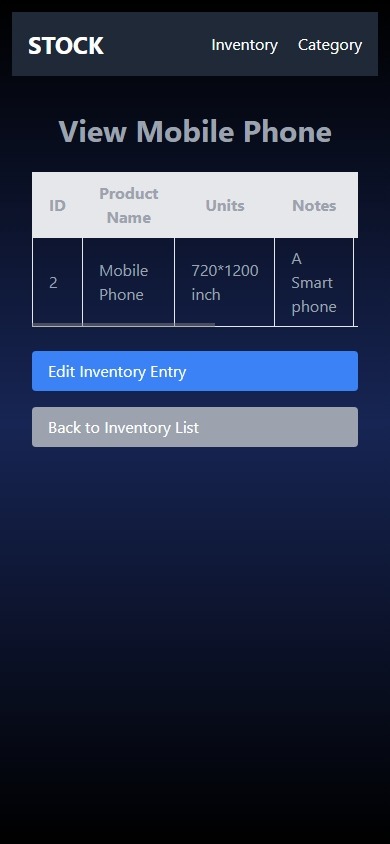 STOCK Inventory Category
View Mobile Phone
ID Product Name Units Notes
2 Mobile Phone 720*1200 inch A Smart phone
Edit Inventory Entry
Back to Inventory List